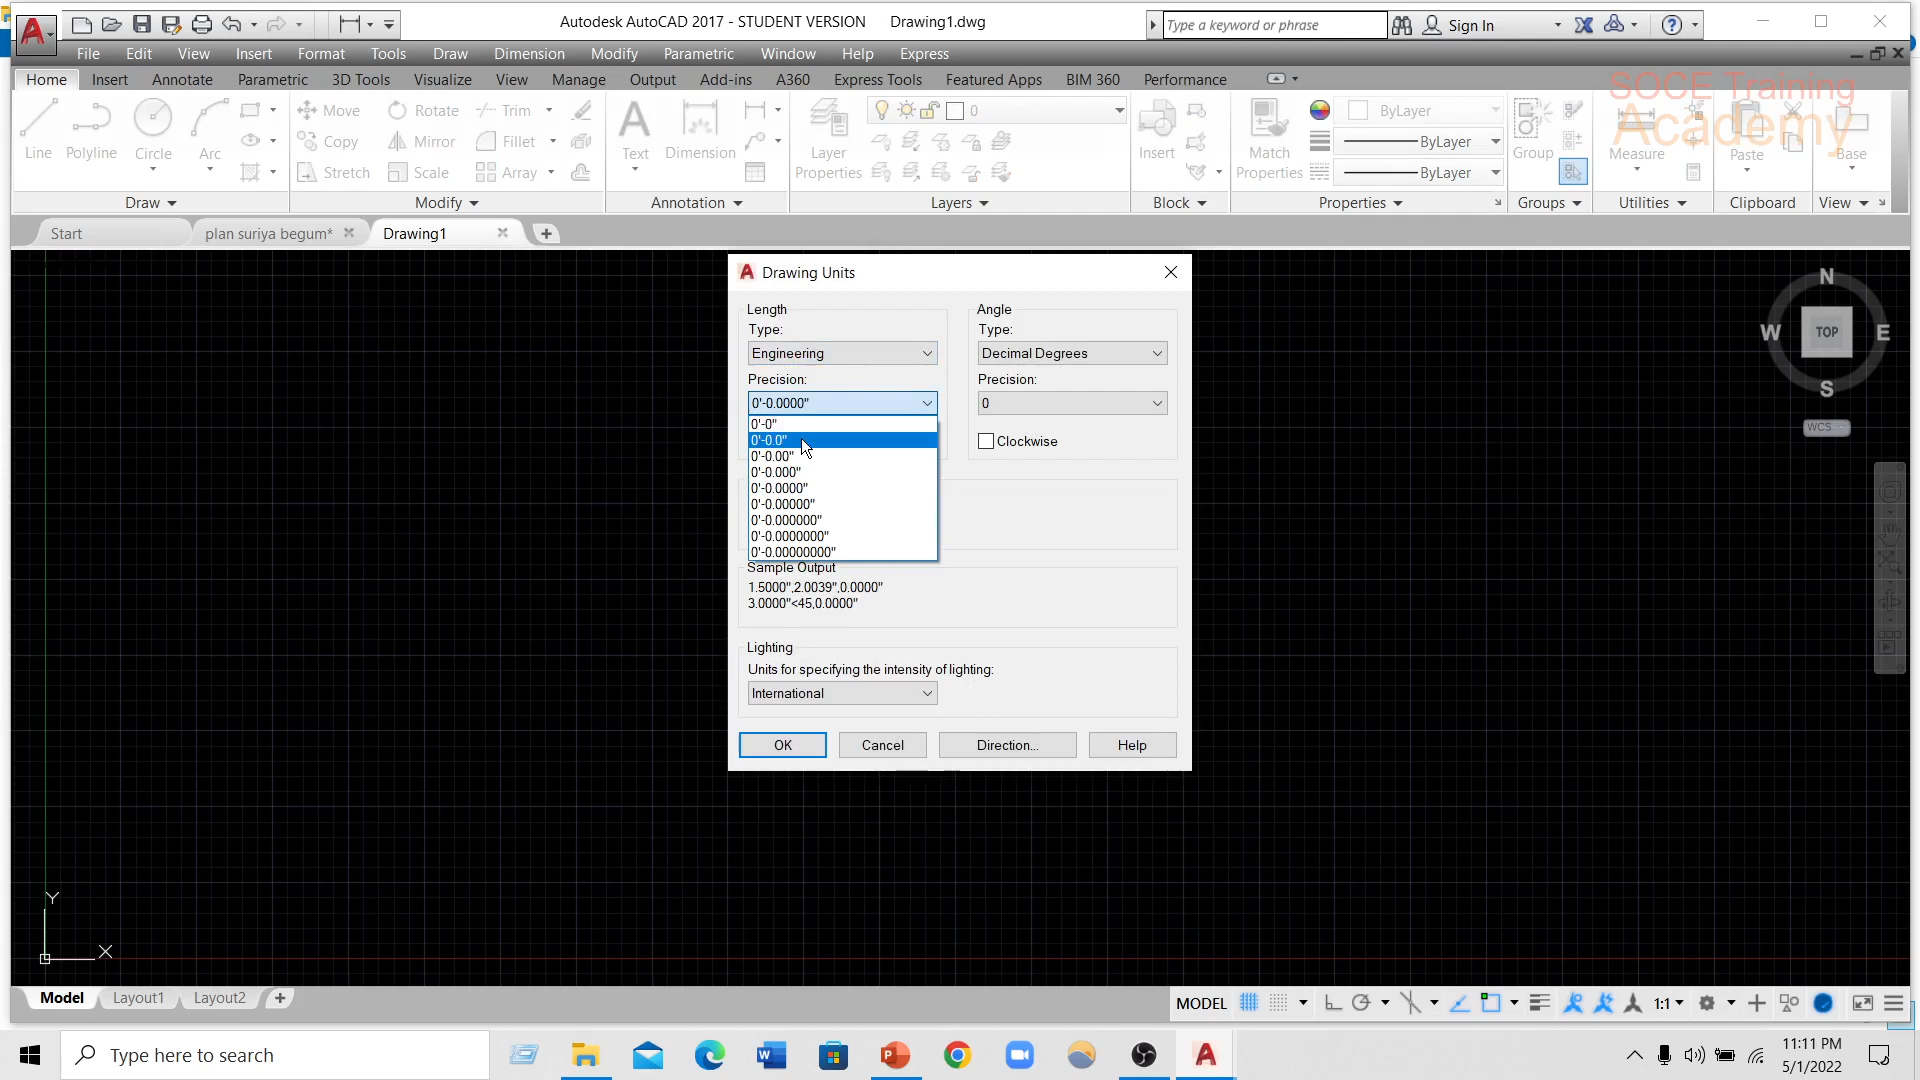 Autodesk AutoCAD 2017 - STUDENT VERSION Drawing1.dwg
Type a keyword or phrase
Sign In
File Edit View Insert Format Tools Draw Dimension Modify Parametric Window Help Express
Home Insert Annotate Parametric 3D Tools Visualize View Manage Output Add-ins A360 Express Tools Featured Apps BIM 360 Performance
SOCE Training
Academy
Line Polyline Circle Arc
Move Rotate Trim
Copy Mirror Fillet
Stretch Scale Array
Text Dimension
Layer
Properties
0
Insert
Match
Properties
ByLayer
ByLayer
ByLayer
Group
Measure
Paste
Base
Draw Modify Annotation Layers Block Properties Groups Utilities Clipboard View
Start plan suriya begum* Drawing1
Drawing Units
Length
Type:
Engineering
Precision:
0'-0.0000"
0'-0"
0'-0.0"
0'-0.00"
0'-0.000"
0'-0.0000"
0'-0.00000"
0'-0.000000"
0'-0.0000000"
0'-0.00000000"
Angle
Type:
Decimal Degrees
Precision:
0
Clockwise
Sample Output
1.5000",2.0039",0.0000"
3.0000"<45,0.0000"
Lighting
Units for specifying the intensity of lighting:
International
OK Cancel Direction... Help
N
W TOP E
S
WCS
Y
X
Model Layout1 Layout2
MODEL 1:1
Type here to search
11:11 PM
5/1/2022